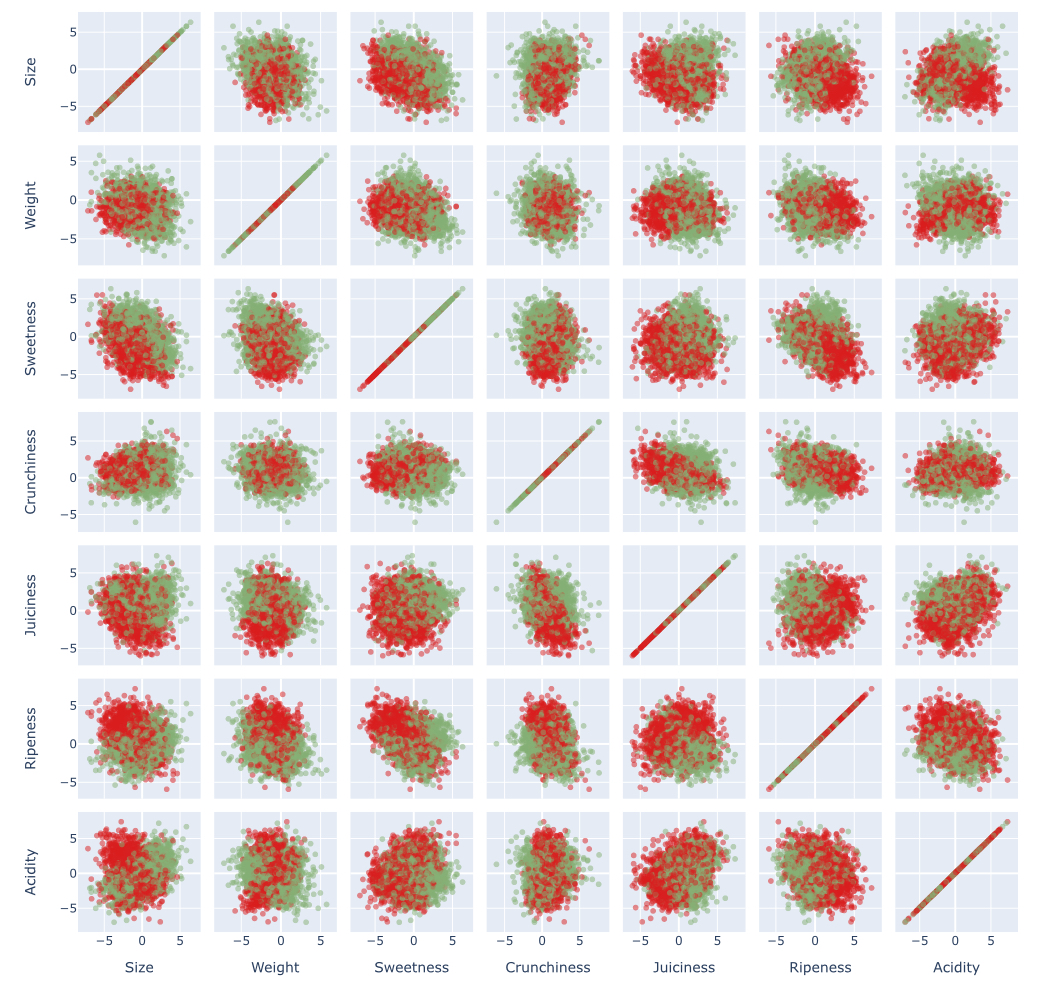 Size
5
0
−5
Weight
5
0
−5
Sweetness
5
0
−5
Crunchiness
5
0
−5
Juiciness
5
0
−5
Ripeness
5
0
−5
Acidity
5
0
−5
−5 0 5 −5 0 5 −5 0 5 −5 0 5 −5 0 5 −5 0 5 −5 0 5
Size Weight Sweetness Crunchiness Juiciness Ripeness Acidity